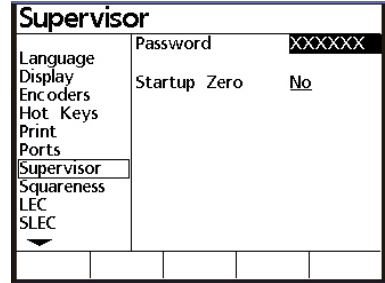 Supervisor
Password XXXXXX
Startup Zero No
Language
Display
Encoders
Hot Keys
Print
Ports
Supervisor
Squareness
LEC
SLEC